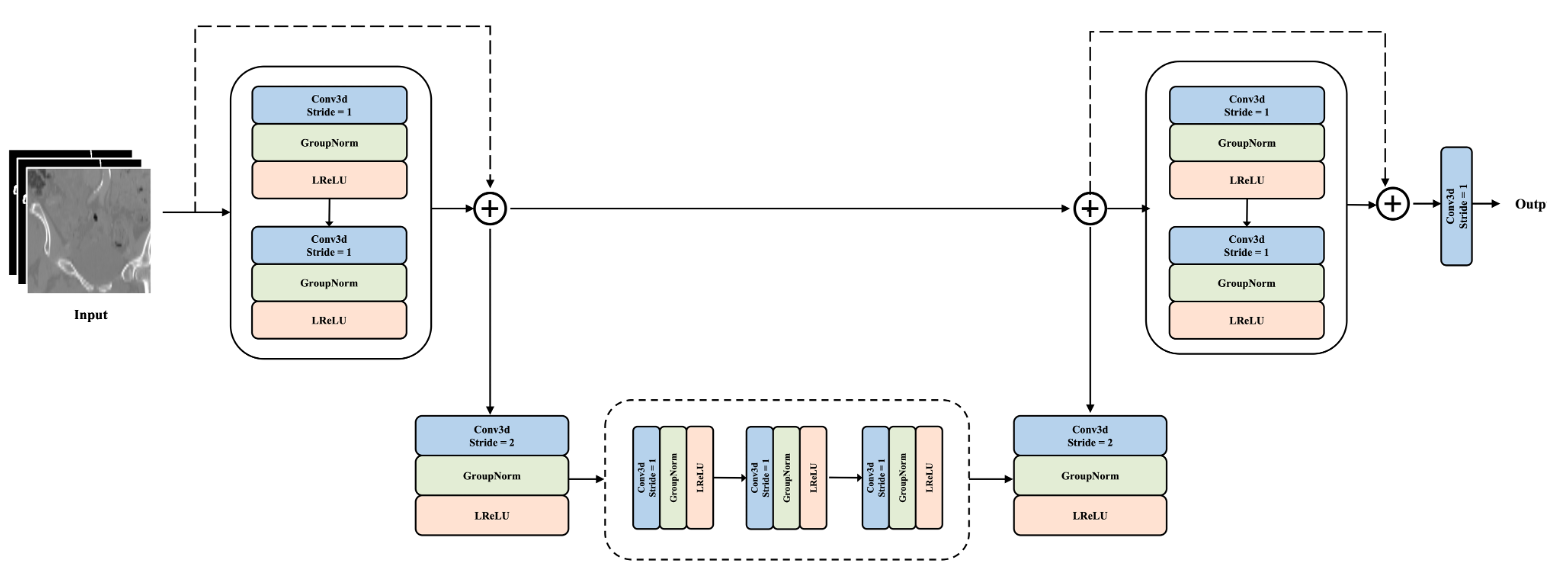 Input
Conv3d
Stride = 1
GroupNorm
LReLU
Conv3d
Stride = 1
GroupNorm
LReLU
Conv3d
Stride = 2
GroupNorm
LReLU
Conv3d
Stride = 1
GroupNorm
LReLU
Conv3d
Stride = 1
GroupNorm
LReLU
Conv3d
Stride = 1
GroupNorm
LReLU
Conv3d
Stride = 2
GroupNorm
LReLU
Conv3d
Stride = 1
GroupNorm
LReLU
Conv3d
Stride = 1
GroupNorm
LReLU
Conv3d
Stride = 1
Outp